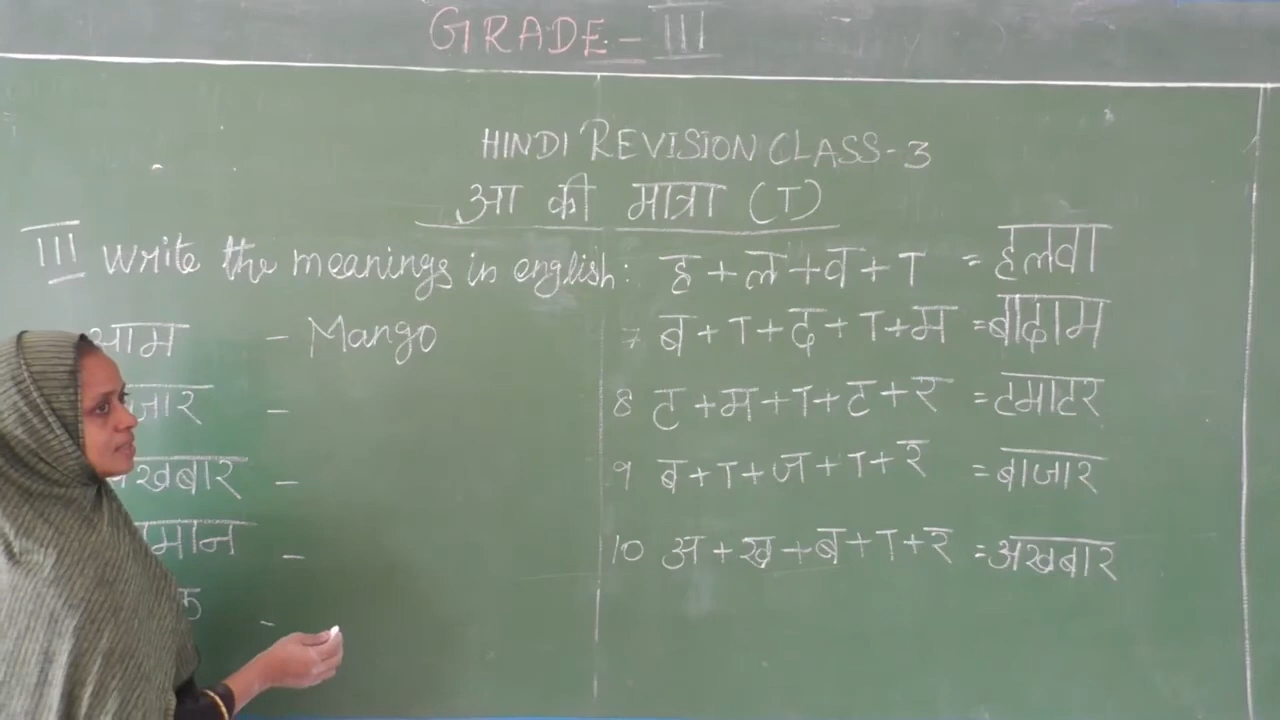 GRADE - III
HINDI REVISION CLASS-3
आ की मात्रा (ा)
III Write the meanings in english:
आम - Mango
-
-
-
-
ह + ल + व + ा = हलवा
7 ब + ा + द + ा + म = बादाम
8 ट + म + ा + ट + र = टमाटर
9 ब + ा + ज + ा + र = बाजार
10 अ + ख + ब + ा + र = अखबार